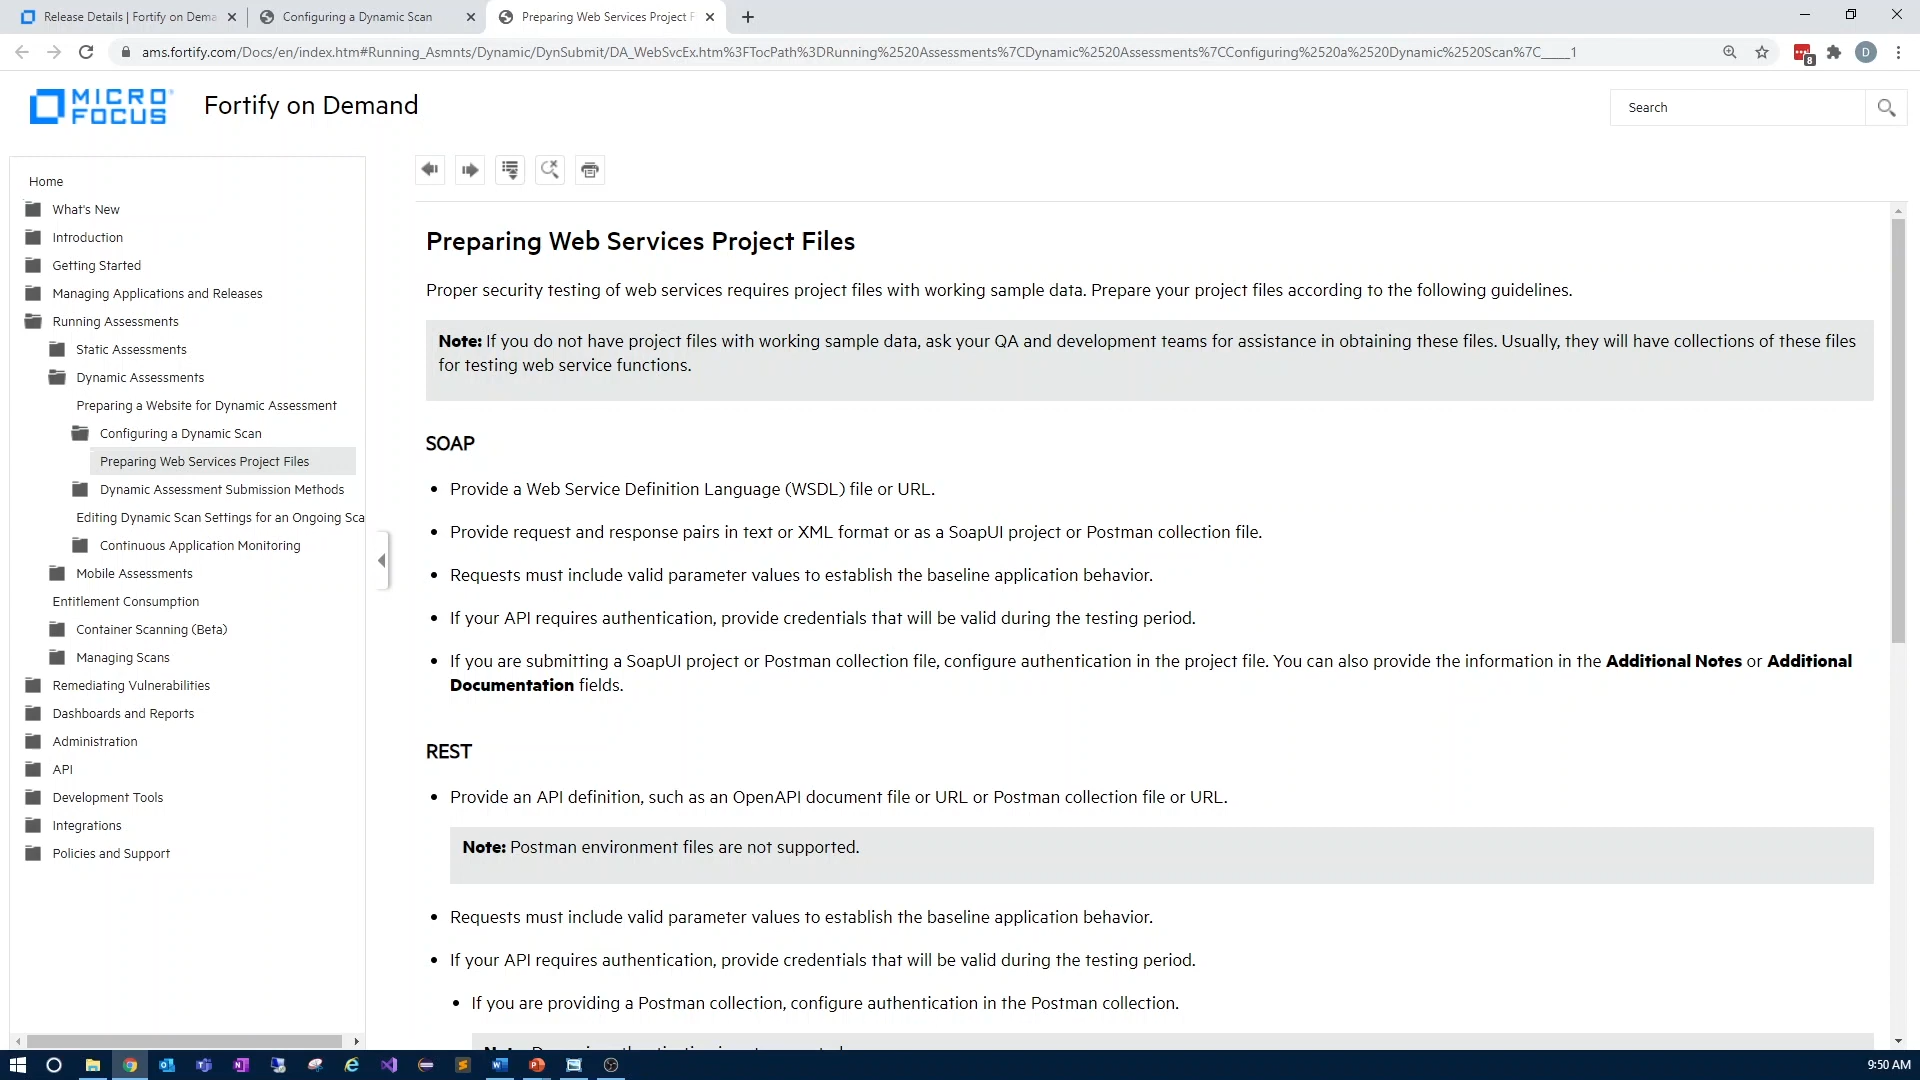 Release Details | Fortify on Dema
Configuring a Dynamic Scan
Preparing Web Services Project F
ams.fortify.com/Docs/en/index.htm#Running_Asmnts/Dynamic/DynSubmit/DA_WebSvcEx.htm%3FTocPath%3DRunning%2520Assessments%7CDynamic%2520Assessments%7CConfiguring%2520a%2520Dynamic%2520Scan%7C_____1
8
D
MICRO
FOCUS
Fortify on Demand
Search
Home
What's New
Introduction
Getting Started
Managing Applications and Releases
Running Assessments
Static Assessments
Dynamic Assessments
Preparing a Website for Dynamic Assessment
Configuring a Dynamic Scan
Preparing Web Services Project Files
Dynamic Assessment Submission Methods
Editing Dynamic Scan Settings for an Ongoing Sca
Continuous Application Monitoring
Mobile Assessments
Entitlement Consumption
Container Scanning (Beta)
Managing Scans
Remediating Vulnerabilities
Dashboards and Reports
Administration
API
Development Tools
Integrations
Policies and Support
Preparing Web Services Project Files
Proper security testing of web services requires project files with working sample data. Prepare your project files according to the following guidelines.
Note: If you do not have project files with working sample data, ask your QA and development teams for assistance in obtaining these files. Usually, they will have collections of these files
for testing web service functions.
SOAP
• Provide a Web Service Definition Language (WSDL) file or URL.
• Provide request and response pairs in text or XML format or as a SoapUI project or Postman collection file.
• Requests must include valid parameter values to establish the baseline application behavior.
• If your API requires authentication, provide credentials that will be valid during the testing period.
• If you are submitting a SoapUI project or Postman collection file, configure authentication in the project file. You can also provide the information in the Additional Notes or Additional
Documentation fields.
REST
• Provide an API definition, such as an OpenAPI document file or URL or Postman collection file or URL.
Note: Postman environment files are not supported.
• Requests must include valid parameter values to establish the baseline application behavior.
• If your API requires authentication, provide credentials that will be valid during the testing period.
• If you are providing a Postman collection, configure authentication in the Postman collection.
9:50 AM